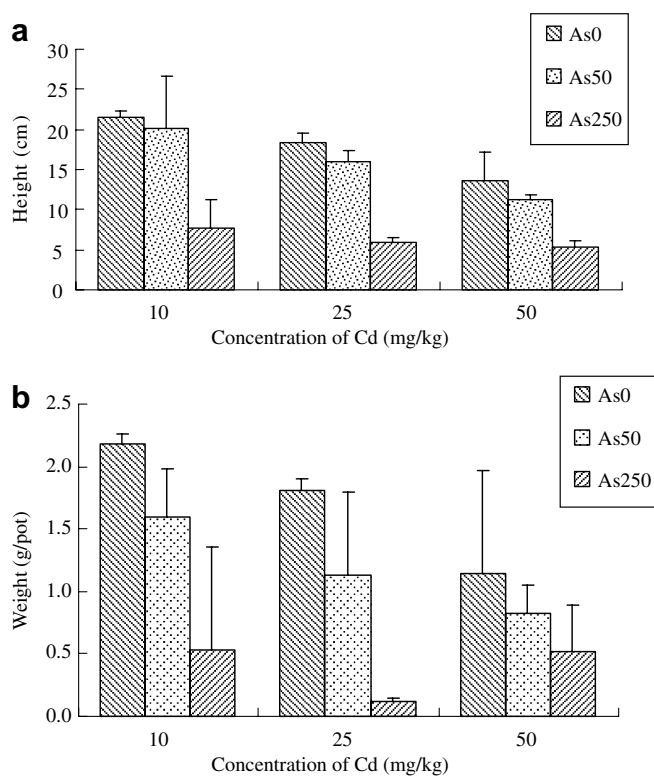 a
As0
As50
As250
30
25
20
15
10
5
0
Height (cm)
10 25 50
Concentration of Cd (mg/kg)
b
As0
As50
As250
2.5
2.0
1.5
1.0
0.5
0.0
Weight (g/pot)
10 25 50
Concentration of Cd (mg/kg)